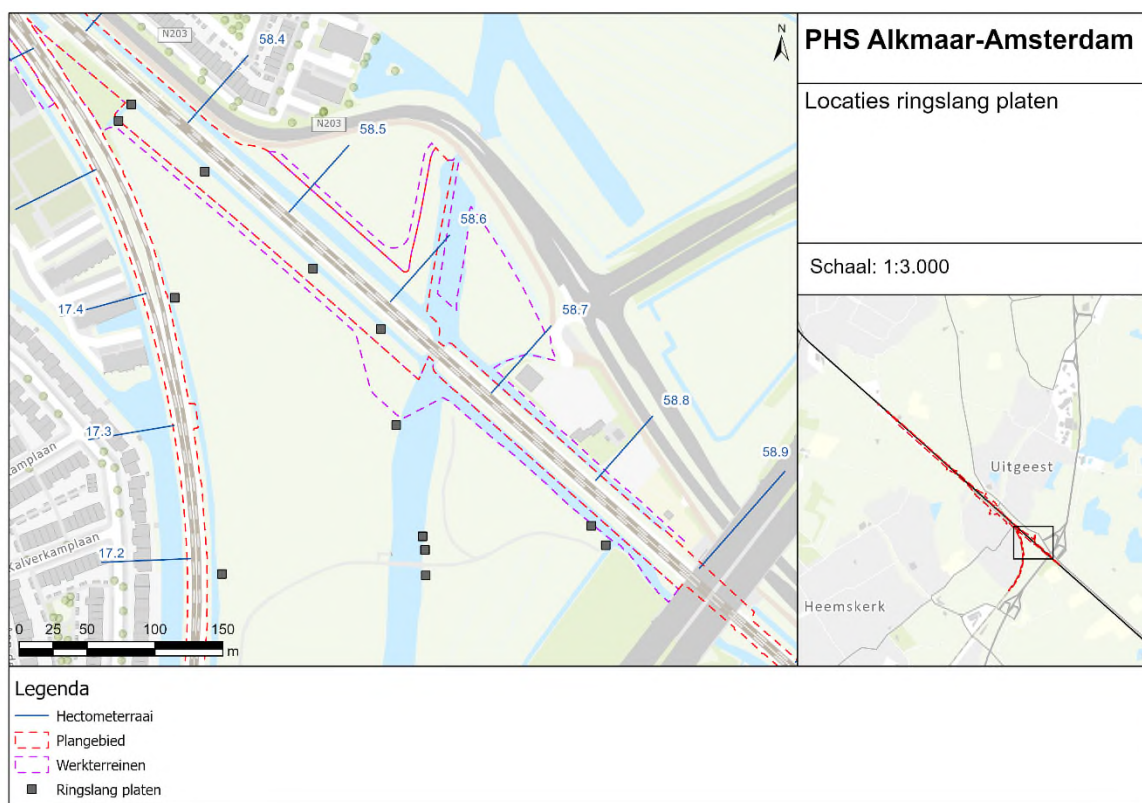 PHS Alkmaar-Amsterdam
Locaties ringslang platen
Schaal: 1:3.000
N
N203
58.4
N203
58.5
58.6
58.7
58.8
58.9
17.4
17.3
17.2
Kalverkamplaan
0 25 50 100 150
m
Uitgeest
Heemskerk
Legenda
Hectometerraai
Plangebied
Werkterreinen
Ringslang platen